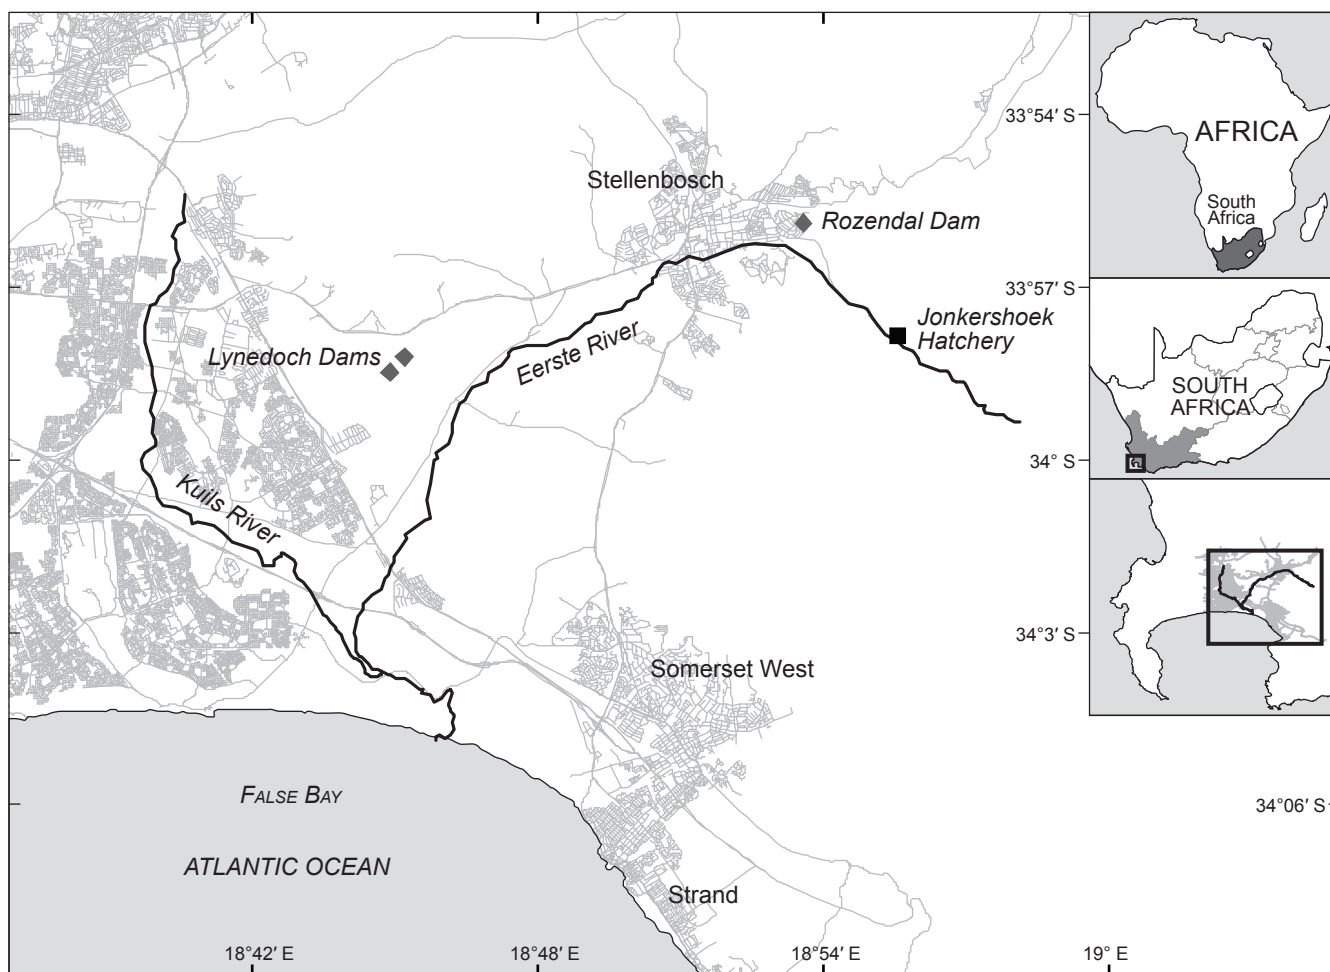 33°54′ S
AFRICA
Stellenbosch
South
Africa
Rozendal Dam
33°57′ S
Jonkershoek
Hatchery
Eerste River
Lynedoch Dams
SOUTH
AFRICA
34° S
Kuils River
34°3′ S
Somerset West
FALSE BAY
34°06′ S
ATLANTIC OCEAN
Strand
18°42′ E
18°48′ E
18°54′ E
19° E